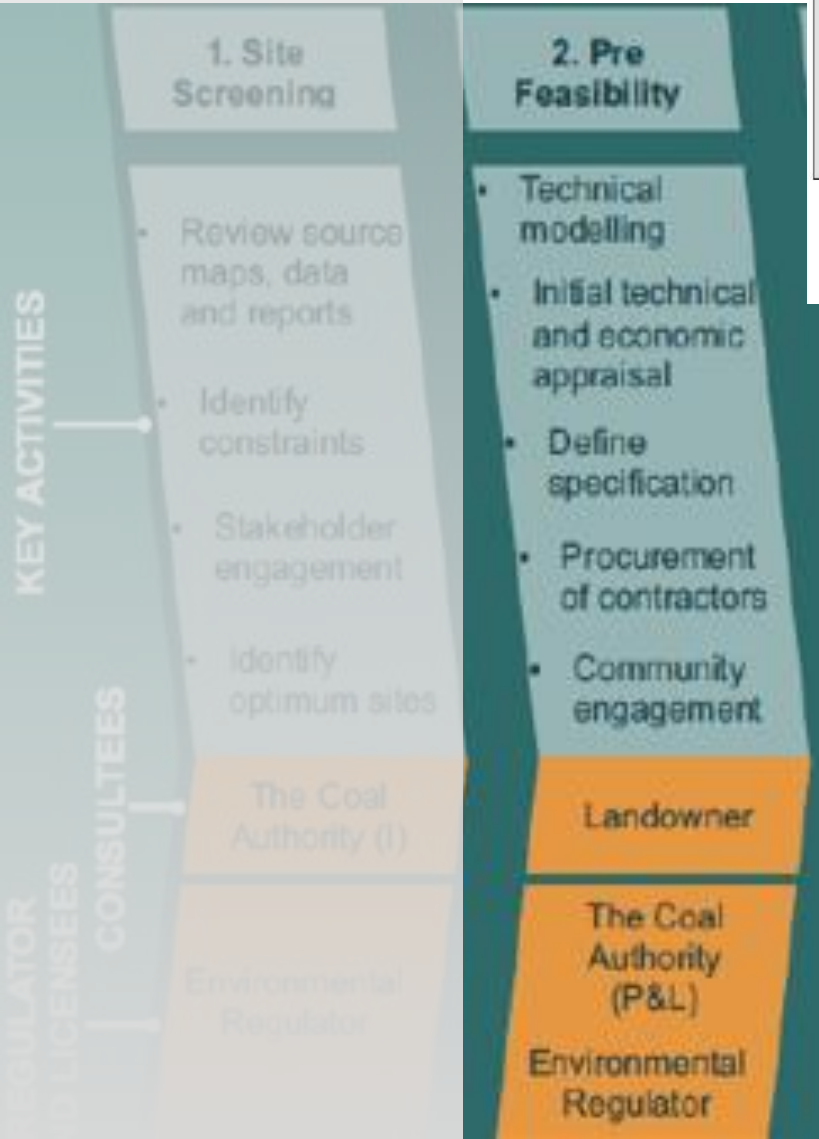 1. Site
Screening
Review source
maps, data
and reports
Identify
constraints
Stakeholder
engagement
Identify
optimum sites
The Coal
Authority (I)
Environmental
Regulator
2. Pre
Feasibility
Technical
modelling
Initial technical
and economic
appraisal
Define
specification
Procurement
of contractors
Community
engagement
Landowner
The Coal
Authority
(P&L)
Environmental
Regulator
KEY ACTIVITIES
CONSULTEES
LICENSEES